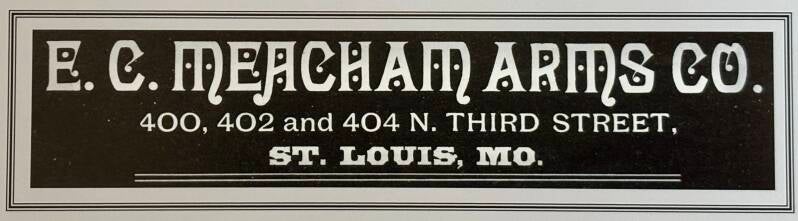 E. C. MEACHAM ARMS CO.
400, 402 and 404 N. THIRD STREET,
ST. LOUIS, MO.